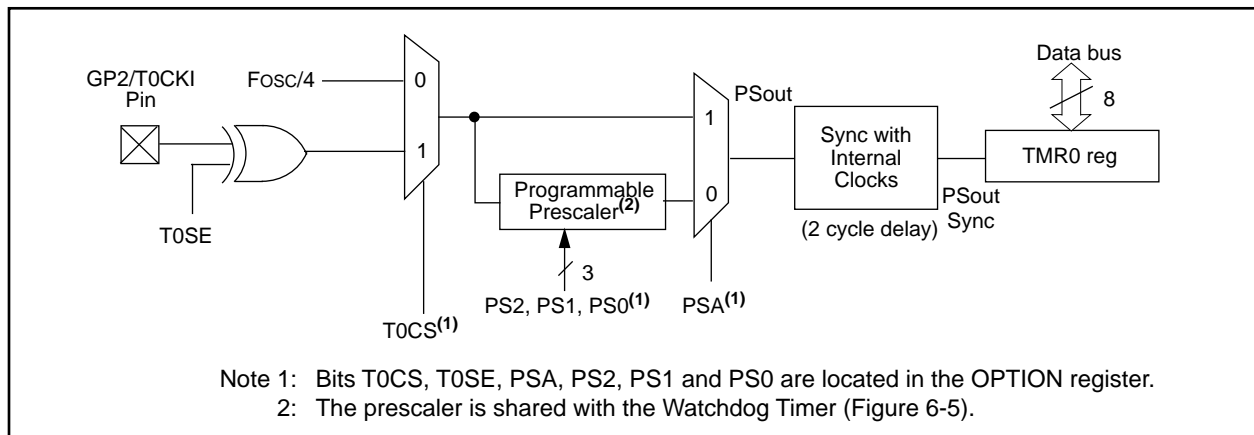 Data bus
8
GP2/T0CKI
Pin
FOSC/4
0
1
T0SE
T0CS(1)
Programmable
Prescaler(2)
3
PS2, PS1, PS0(1)
1
0
PSA(1)
PSout
Sync with
Internal
Clocks
(2 cycle delay)
PSout
Sync
TMR0 reg
Note 1: Bits T0CS, T0SE, PSA, PS2, PS1 and PS0 are located in the OPTION register.
2: The prescaler is shared with the Watchdog Timer (Figure 6-5).